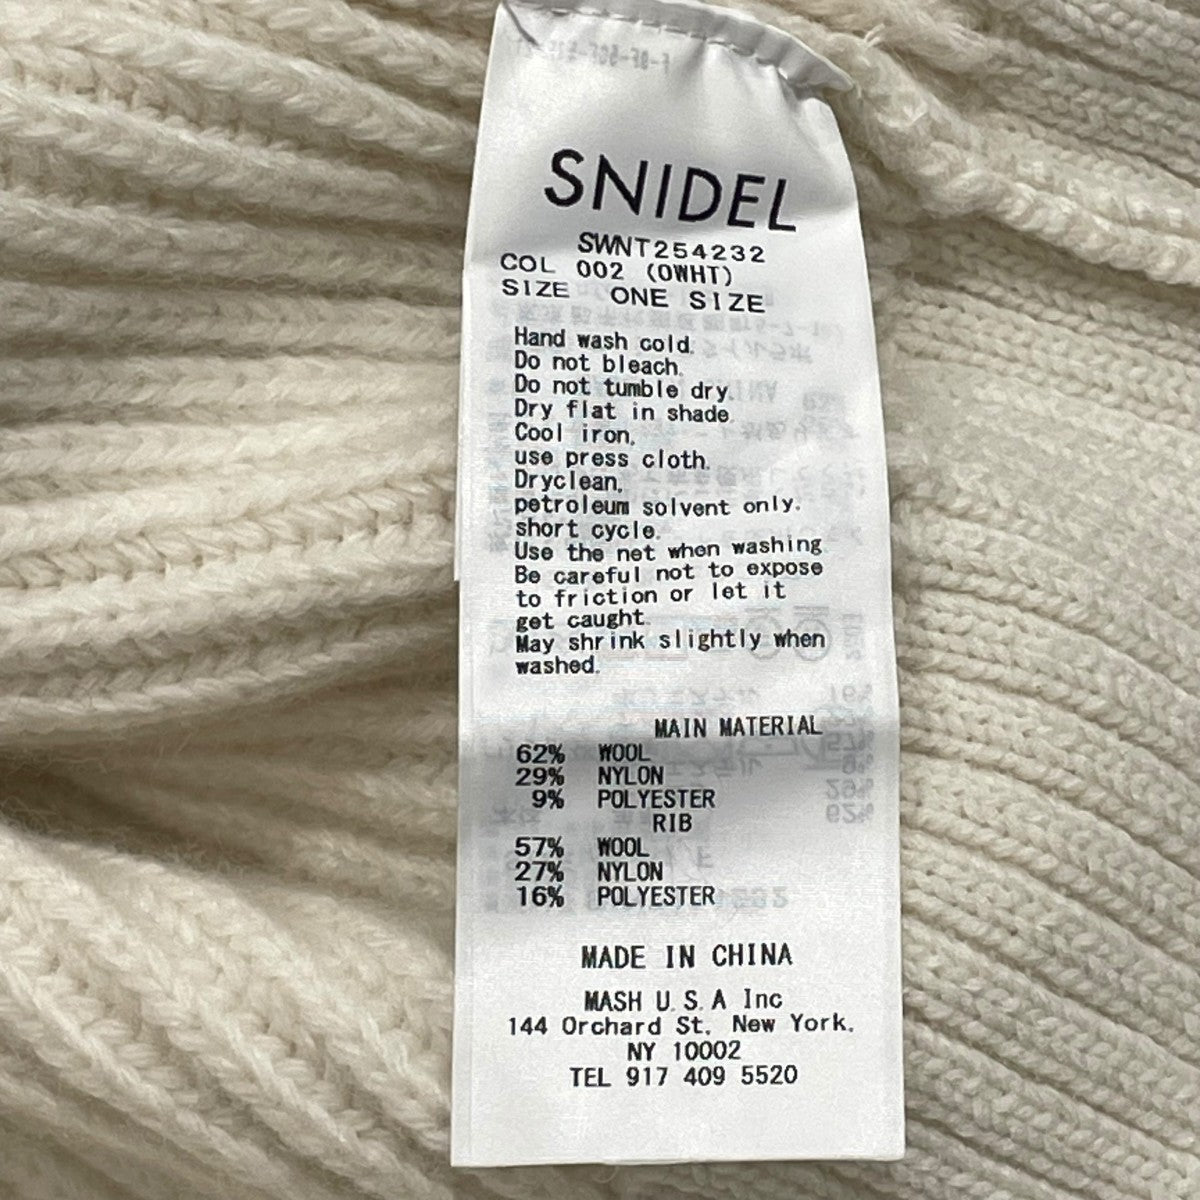 SNIDEL
SWNT254232
COL 002 (OWHT)
SIZE ONE SIZE
Hand wash cold.
Do not bleach.
Do not tumble dry.
Dry flat in shade.
Cool iron,
use press cloth.
Dryclean,
petroleum solvent only.
short cycle.
Use the net when washing.
Be careful not to expose
to friction or let it
get caught.
May shrink slightly when
washed.
MAIN MATERIAL
62% WOOL
29% NYLON
9% POLYESTER
RIB
57% WOOL
27% NYLON
16% POLYESTER
MADE IN CHINA
MASH U.S.A Inc
144 Orchard St, New York,
NY 10002
TEL 917 409 5520